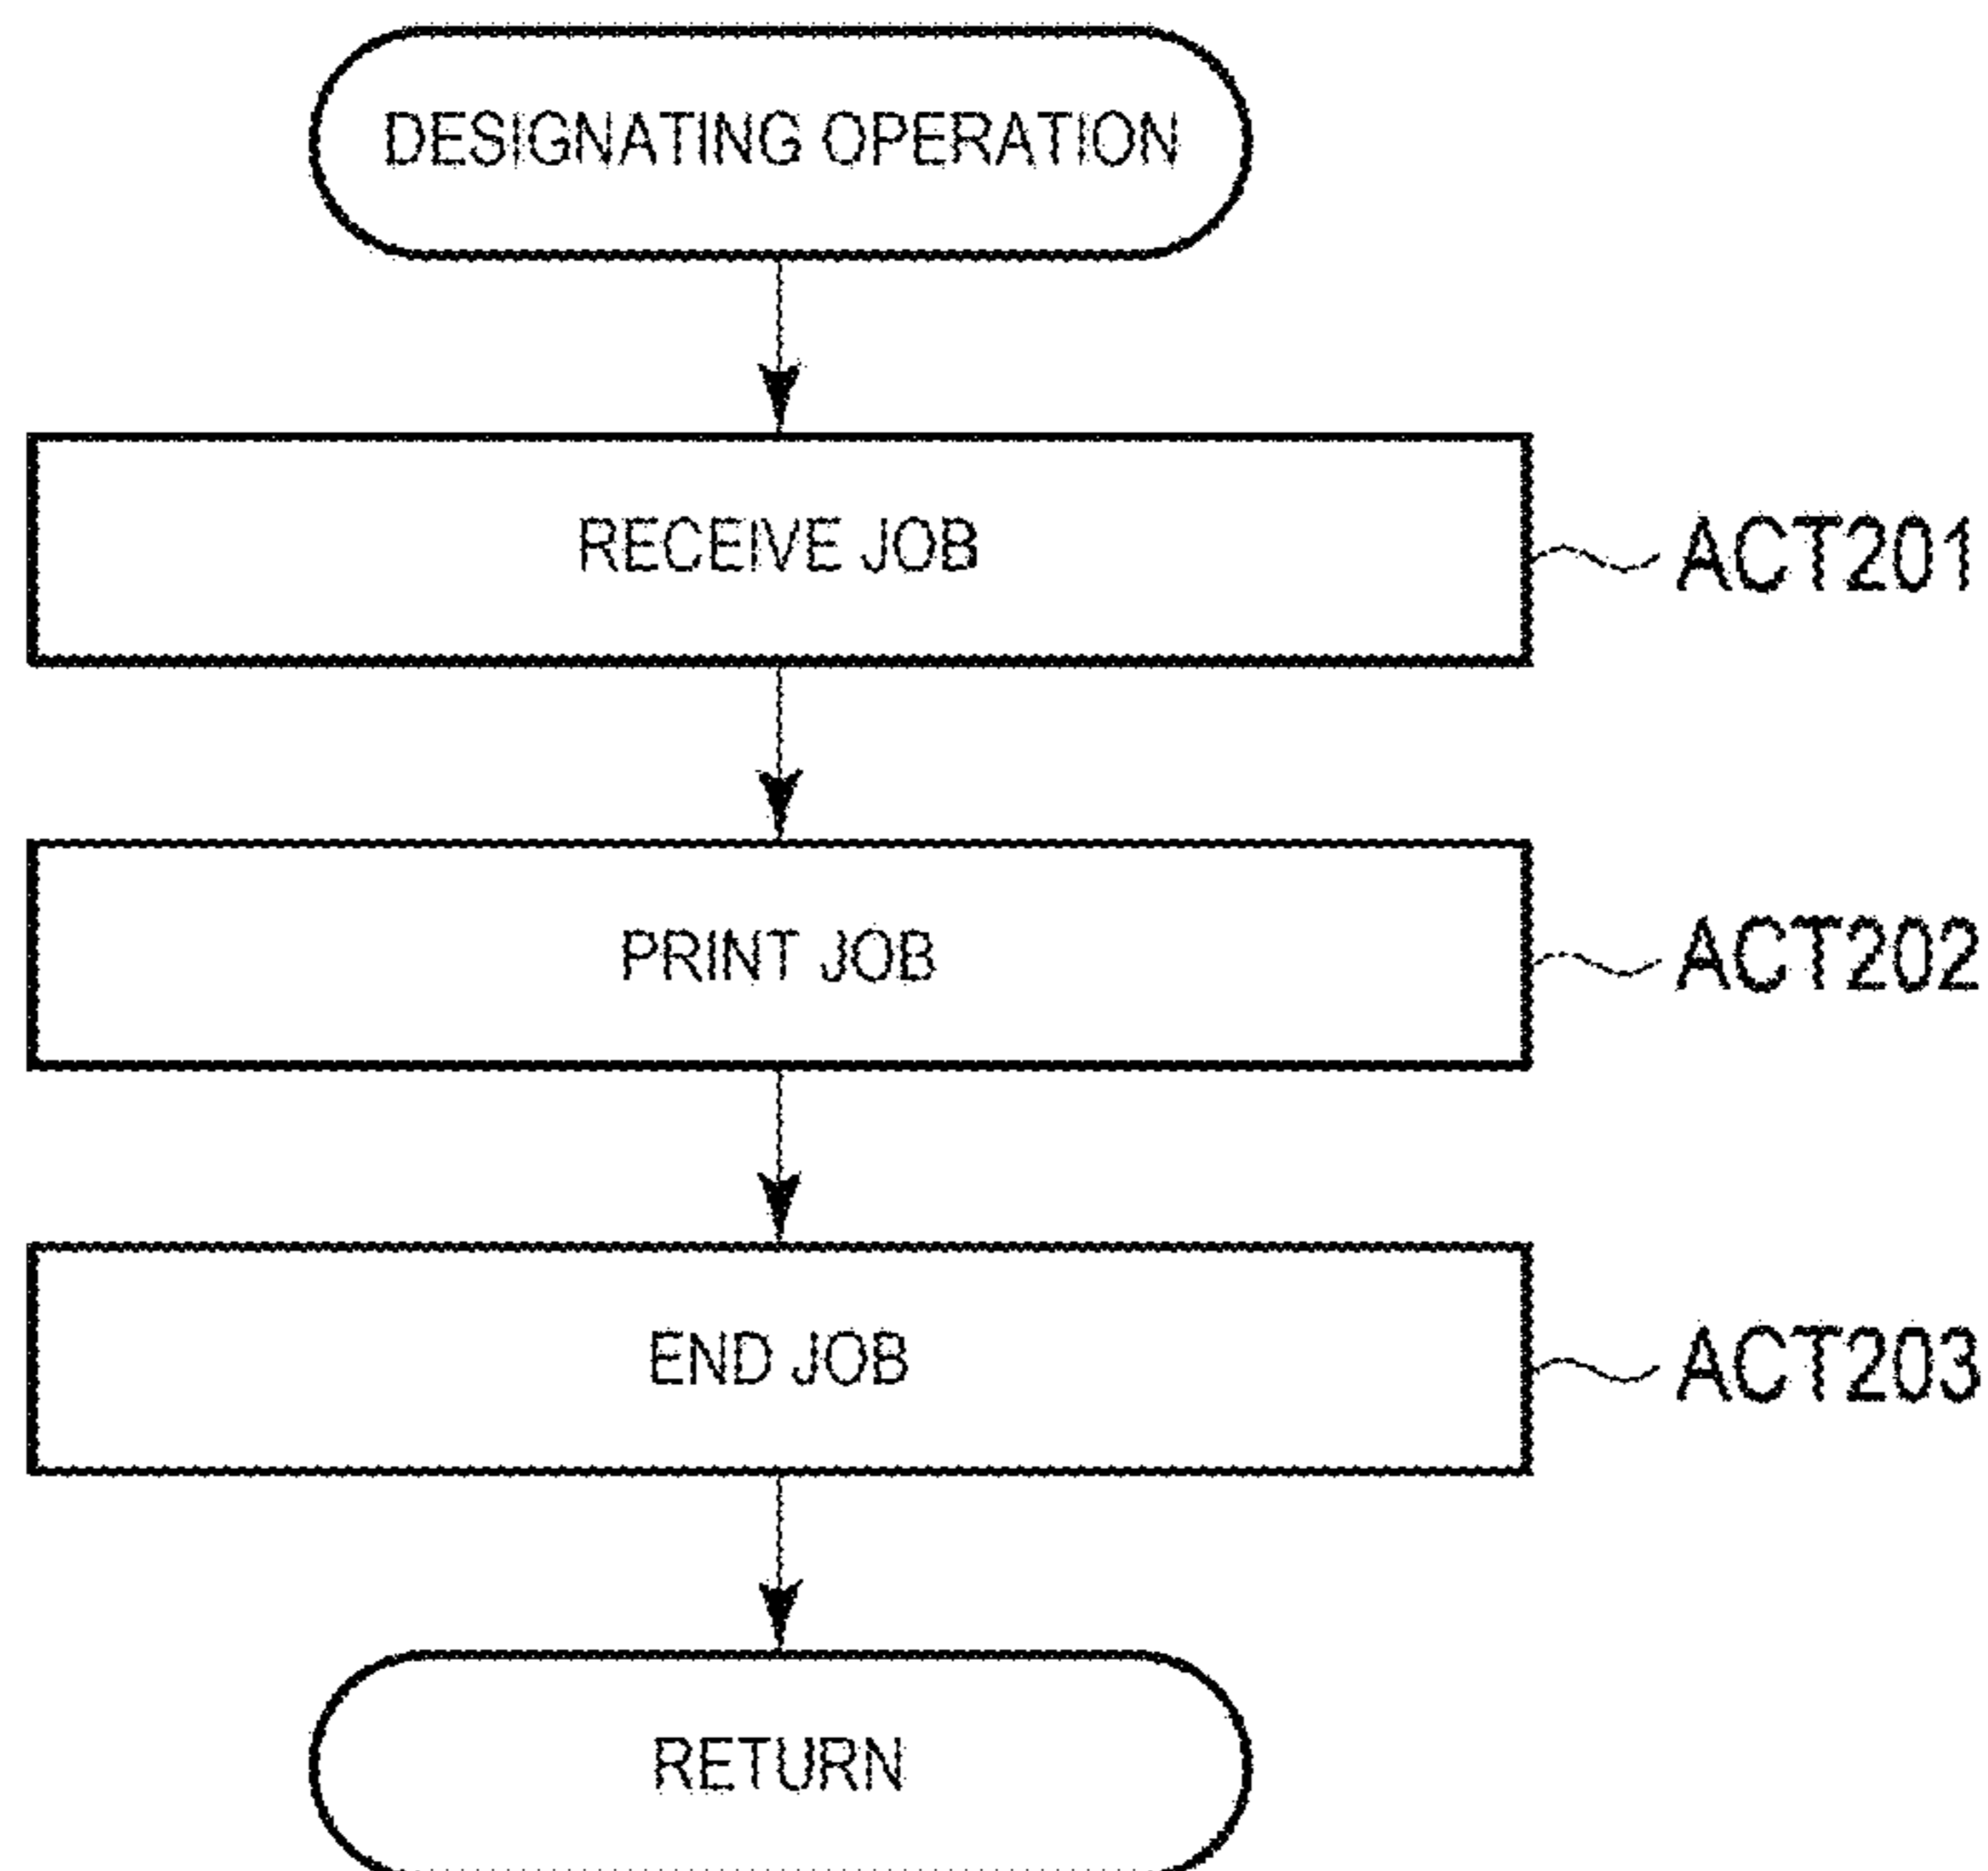 DESIGNATING OPERATION
RECEIVE JOB
ACT201
PRINT JOB
ACT202
END JOB
ACT203
RETURN